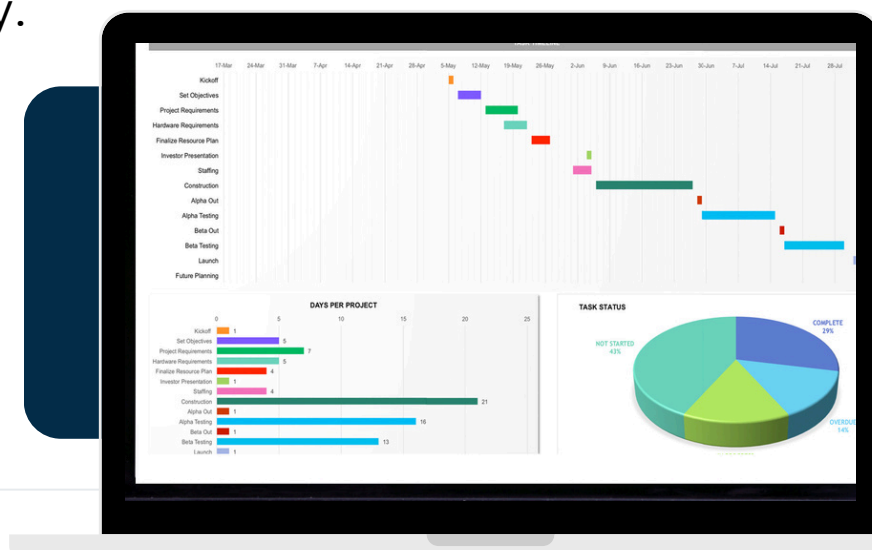 y.
TASK TIMELINE
17-Mar 24-Mar 31-Mar 7-Apr 14-Apr 21-Apr 28-Apr 5-May 12-May 19-May 26-May 2-Jun 9-Jun 16-Jun 23-Jun 30-Jun 7-Jul 14-Jul 21-Jul 28-Jul
Kickoff
Set Objectives
Project Requirements
Hardware Requirements
Finalize Resource Plan
Investor Presentation
Staffing
Construction
Alpha Out
Alpha Testing
Beta Out
Beta Testing
Launch
Future Planning
DAYS PER PROJECT
0 5 10 15 20 25
Kickoff 1
Set Objectives 5
Project Requirements 7
Hardware Requirements 5
Finalize Resource Plan 4
Investor Presentation 1
Staffing 4
Construction 21
Alpha Out 1
Alpha Testing 16
Beta Out 1
Beta Testing 13
Launch 1
TASK STATUS
COMPLETE
29%
NOT STARTED
43%
OVERDUE
14%